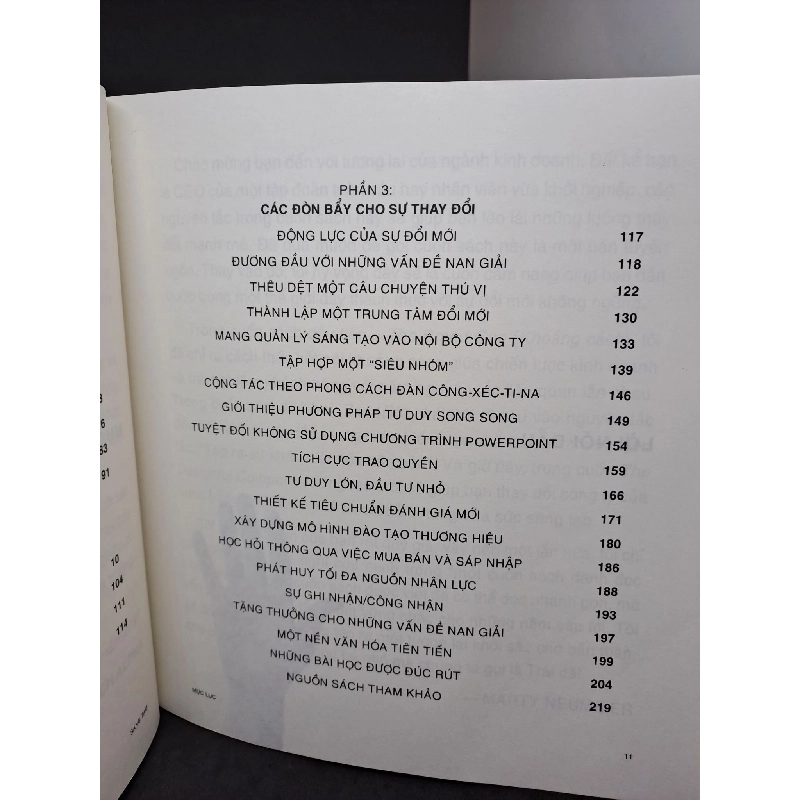 PHẦN 3:
CÁC ĐÒN BẨY CHO SỰ THAY ĐỔI
ĐỘNG LỰC CỦA SỰ ĐỔI MỚI 117
ĐƯƠNG ĐẦU VỚI NHỮNG VẤN ĐỀ NAN GIẢI 118
THÊU DỆT MỘT CÂU CHUYỆN THÚ VỊ 122
THÀNH LẬP MỘT TRUNG TÂM ĐỔI MỚI 130
MANG QUẢN LÝ SÁNG TẠO VÀO NỘI BỘ CÔNG TY 133
TẬP HỢP MỘT “SIÊU NHÓM” 139
CỘNG TÁC THEO PHONG CÁCH ĐÀN CÔNG-XÉC-TI-NA 146
GIỚI THIỆU PHƯƠNG PHÁP TƯ DUY SONG SONG 149
TUYỆT ĐỐI KHÔNG SỬ DỤNG CHƯƠNG TRÌNH POWERPOINT 154
TÍCH CỰC TRAO QUYỀN 159
TƯ DUY LỚN, ĐẦU TƯ NHỎ 166
THIẾT KẾ TIÊU CHUẨN ĐÁNH GIÁ MỚI 171
XÂY DỰNG MÔ HÌNH ĐÀO TẠO THƯƠNG HIỆU 180
HỌC HỎI THÔNG QUA VIỆC MUA BÁN VÀ SÁP NHẬP 186
PHÁT HUY TỐI ĐA NGUỒN NHÂN LỰC 188
SỰ GHI NHẬN/CÔNG NHẬN 193
TẶNG THƯỞNG CHO NHỮNG VẤN ĐỀ NAN GIẢI 197
MỘT NỀN VĂN HÓA TIÊN TIẾN 199
NHỮNG BÀI HỌC ĐƯỢC ĐÚC RÚT 204
NGUỒN SÁCH THAM KHẢO 219
MỤC LỤC
11
10
104
111
114